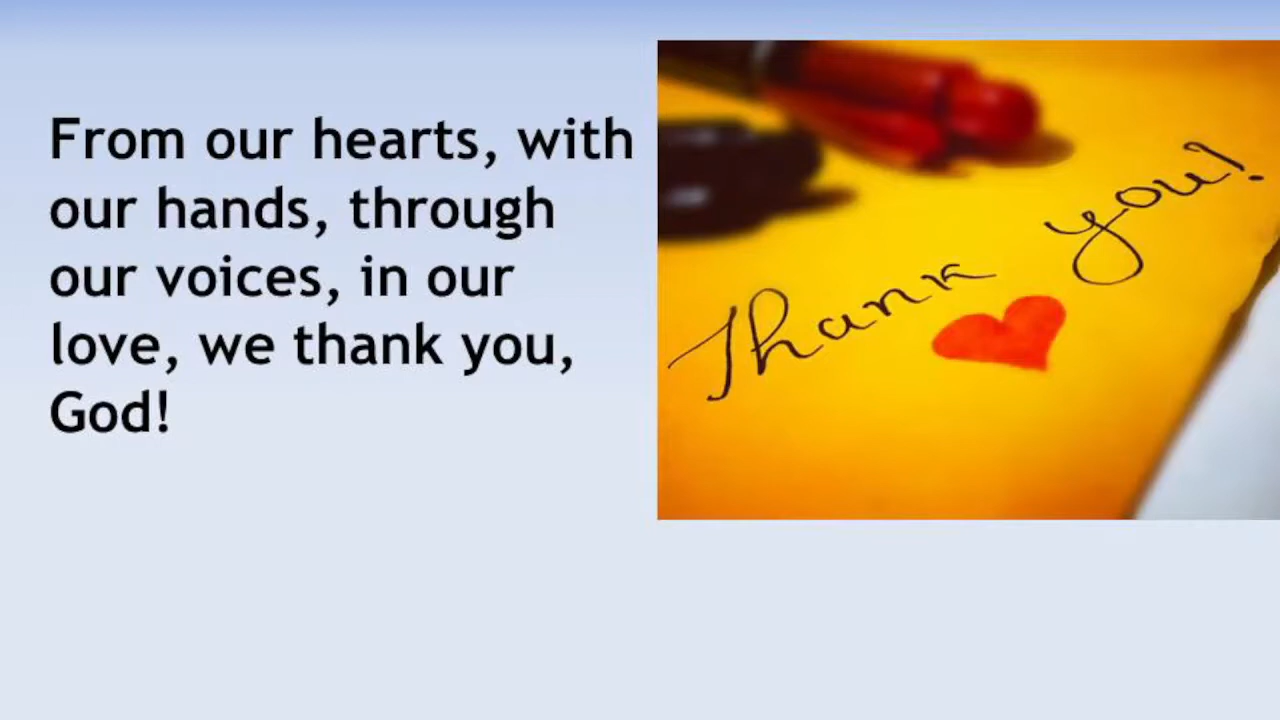 From our hearts, with
our hands, through
our voices, in our
love, we thank you,
God!
Thank you!